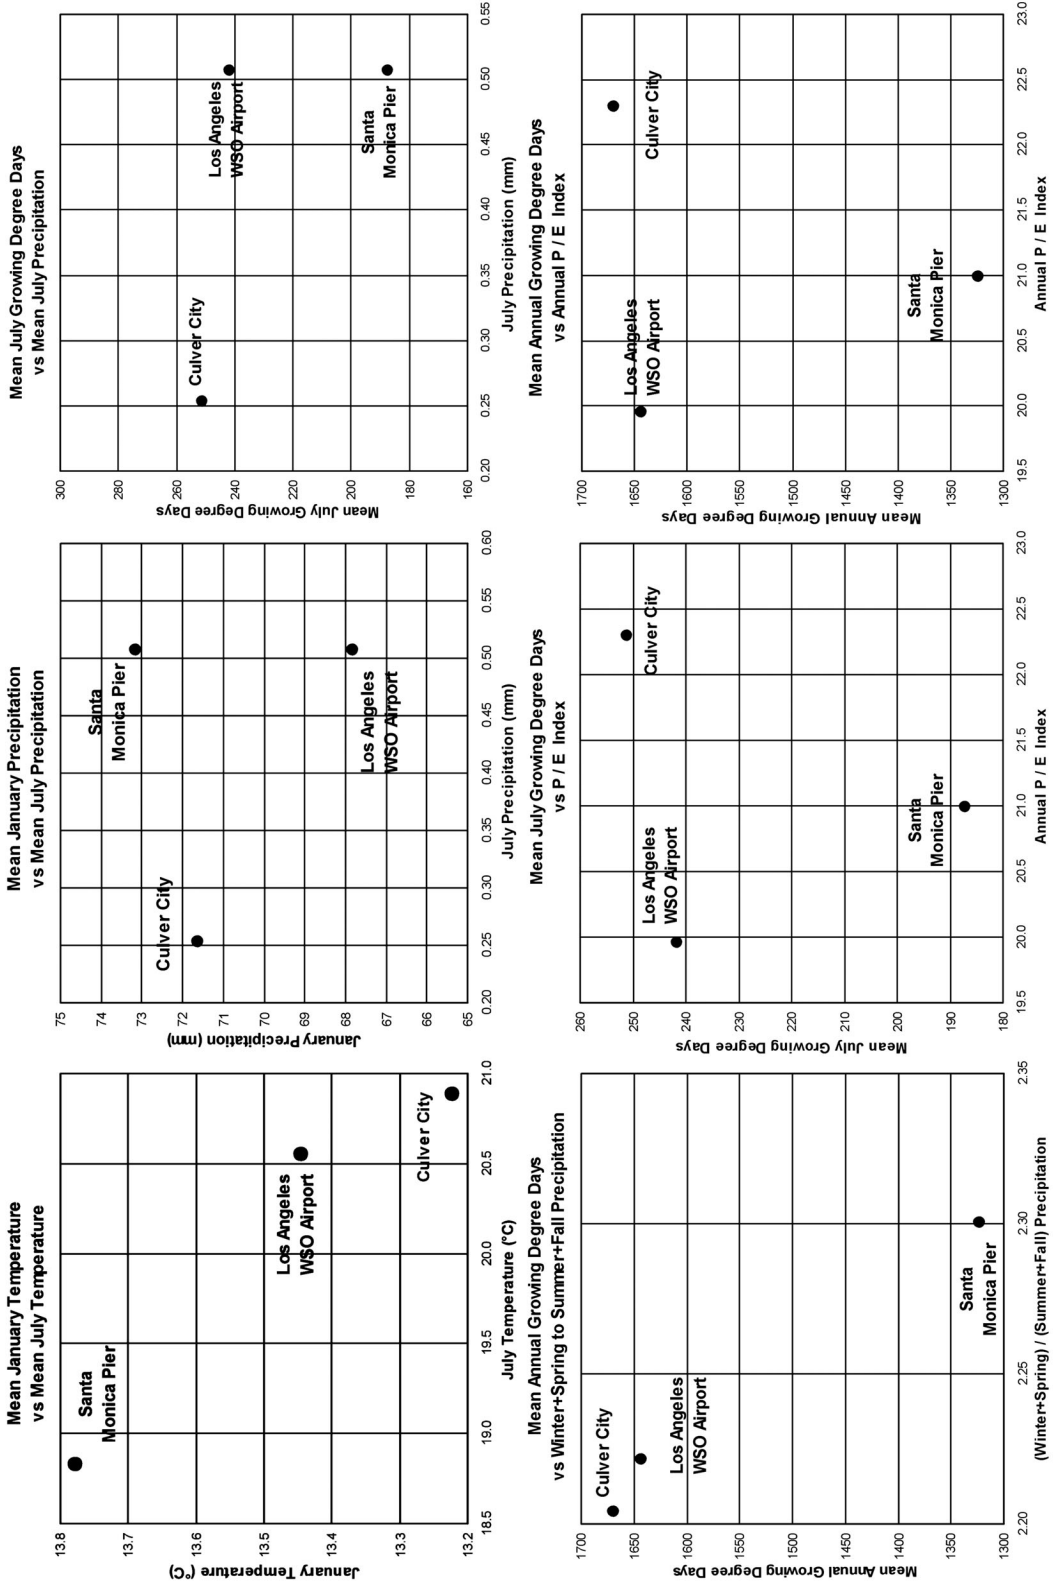 Mean January Temperature
vs Mean July Temperature
January Temperature (°C)
13.8
13.7
13.6
13.5
13.4
13.3
13.2
Santa
Monica Pier
Los Angeles
WSO Airport
Culver City
18.5
19.0
19.5
20.0
20.5
21.0
July Temperature (°C)
Mean January Precipitation
vs Mean July Precipitation
January Precipitation (mm)
75
74
73
72
71
70
69
68
67
66
65
Santa
Monica Pier
Culver City
Los Angeles
WSO Airport
0.20
0.25
0.30
0.35
0.40
0.45
0.50
0.55
0.60
July Precipitation (mm)
Mean July Growing Degree Days
vs Mean July Precipitation
Mean July Growing Degree Days
300
280
260
240
220
200
180
160
Culver City
Los Angeles
WSO Airport
Santa
Monica Pier
0.20
0.25
0.30
0.35
0.40
0.45
0.50
0.55
July Precipitation (mm)
Mean Annual Growing Degree Days
vs Winter+Spring to Summer+Fall Precipitation
Mean Annual Growing Degree Days
1700
1650
1600
1550
1500
1450
1400
1350
1300
Culver City
Los Angeles
WSO Airport
Santa
Monica Pier
2.20
2.25
2.30
2.35
(Winter+Spring) / (Summer+Fall) Precipitation
Mean July Growing Degree Days
vs P / E Index
Mean July Growing Degree Days
260
250
240
230
220
210
200
190
180
Los Angeles
WSO Airport
Culver City
Santa
Monica Pier
19.5
20.0
20.5
21.0
21.5
22.0
22.5
23.0
Annual P / E Index
Mean Annual Growing Degree Days
vs Annual P / E Index
Mean Annual Growing Degree Days
1700
1650
1600
1550
1500
1450
1400
1350
1300
Los Angeles
WSO Airport
Culver City
Santa
Monica Pier
19.5
20.0
20.5
21.0
21.5
22.0
22.5
23.0
Annual P / E Index